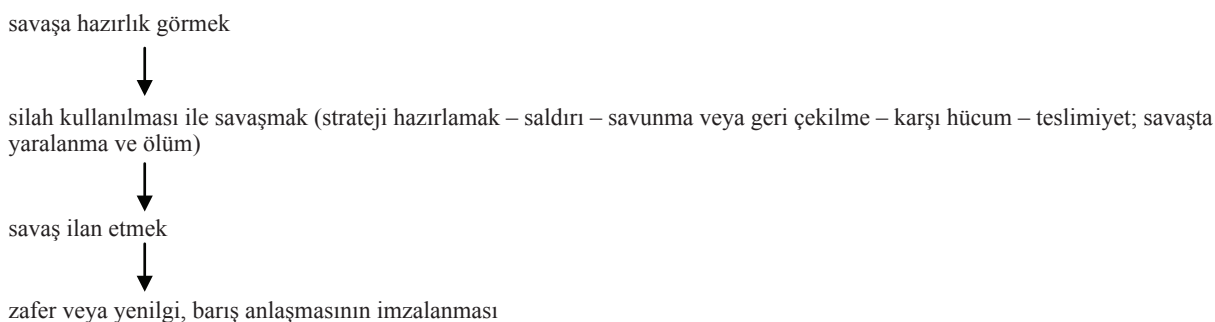 savaşa hazırlık görmek
silah kullanılması ile savaşmak (strateji hazırlamak – saldırı – savunma veya geri çekilme – karşı hücum – teslimiyet; savaşta
yaralanma ve ölüm)
savaş ilan etmek
zafer veya yenilgi, barış anlaşmasının imzalanması